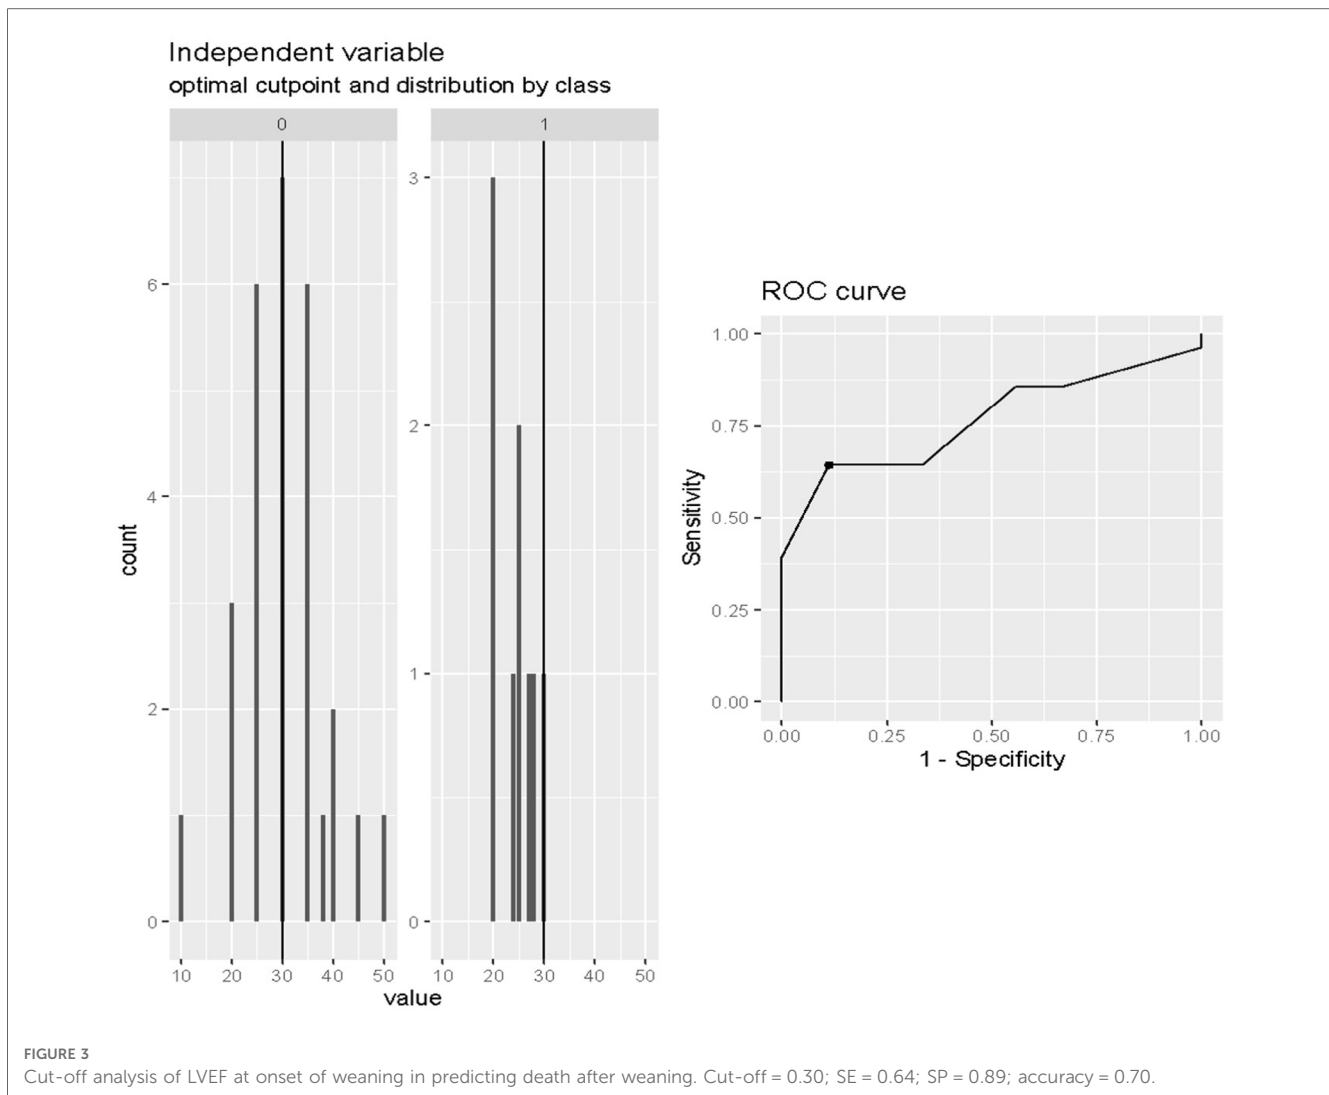 Independent variable
optimal cutpoint and distribution by class
0
1
6
4
2
0
3
2
1
0
count
10 20 30 40 50
10 20 30 40 50
value
ROC curve
1.00
0.75
0.50
0.25
0.00
Sensitivity
0.00 0.25 0.50 0.75 1.00
1 - Specificity
FIGURE 3
Cut-off analysis of LVEF at onset of weaning in predicting death after weaning. Cut-off = 0.30; SE = 0.64; SP = 0.89; accuracy = 0.70.